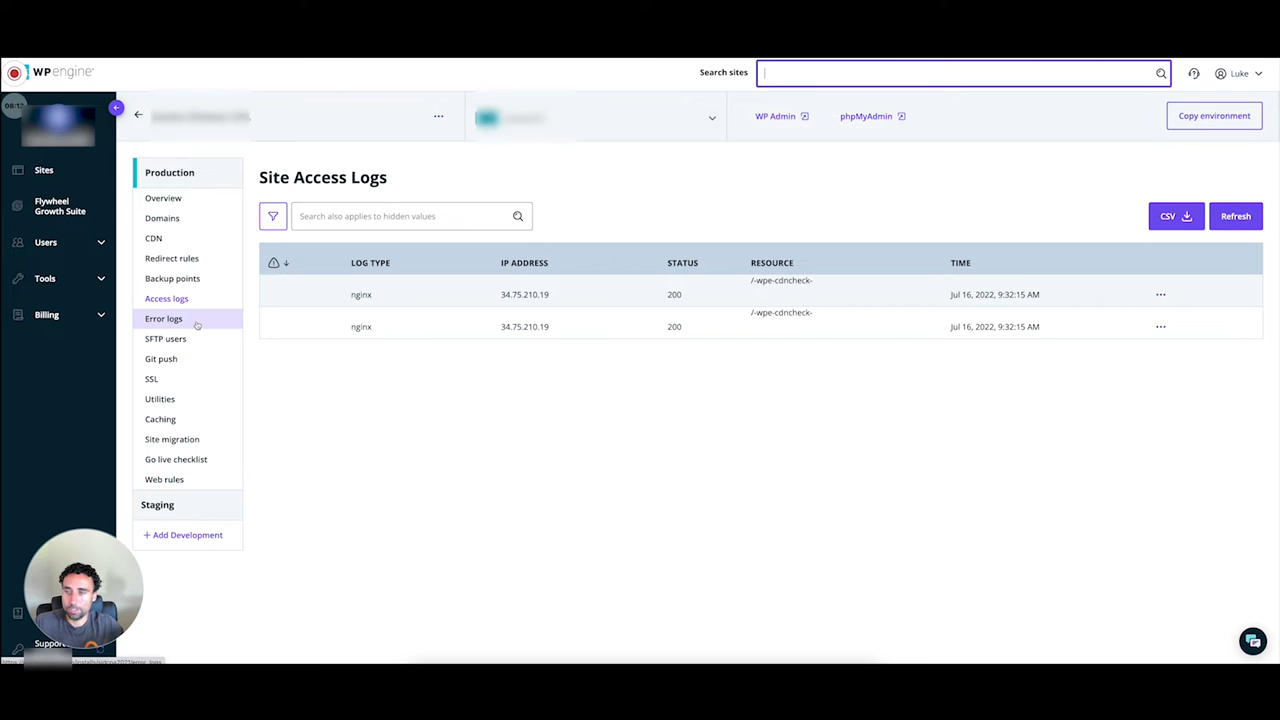 WPengine
Search sites
Luke
08:12
WP Admin
phpMyAdmin
Copy environment
Sites
Flywheel
Growth Suite
Users
Tools
Billing
Support
Production
Overview
Domains
CDN
Redirect rules
Backup points
Access logs
Error logs
SFTP users
Git push
SSL
Utilities
Caching
Site migration
Go live checklist
Web rules
Staging
+ Add Development
Site Access Logs
Search also applies to hidden values
CSV
Refresh
LOG TYPE IP ADDRESS STATUS RESOURCE TIME
nginx 34.75.210.19 200 /-wpe-cdncheck- Jul 16, 2022, 9:32:15 AM
nginx 34.75.210.19 200 /-wpe-cdncheck- Jul 16, 2022, 9:32:15 AM